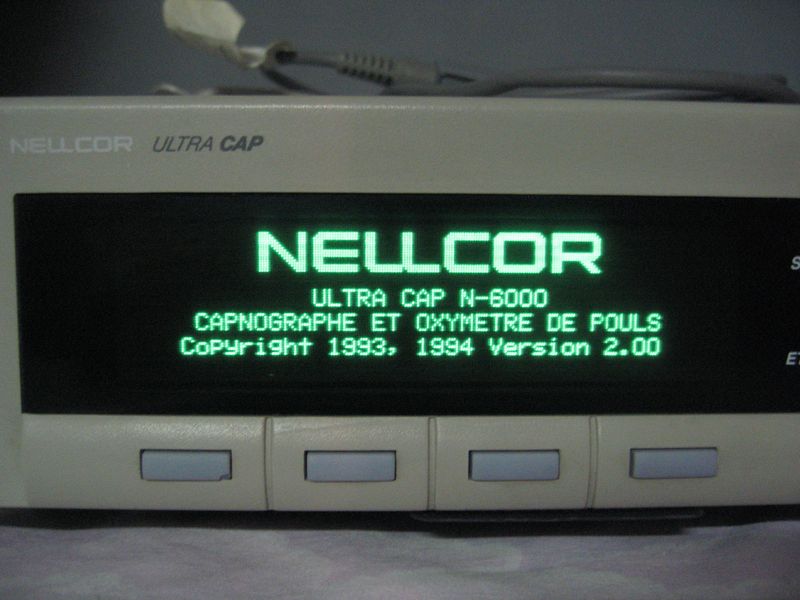 NELLCOR ULTRA CAP
NELLCOR
ULTRA CAP N-6000
CAPNOGRAPHE ET OXYMETRE DE POULS
Copyright 1993, 1994 Version 2.00